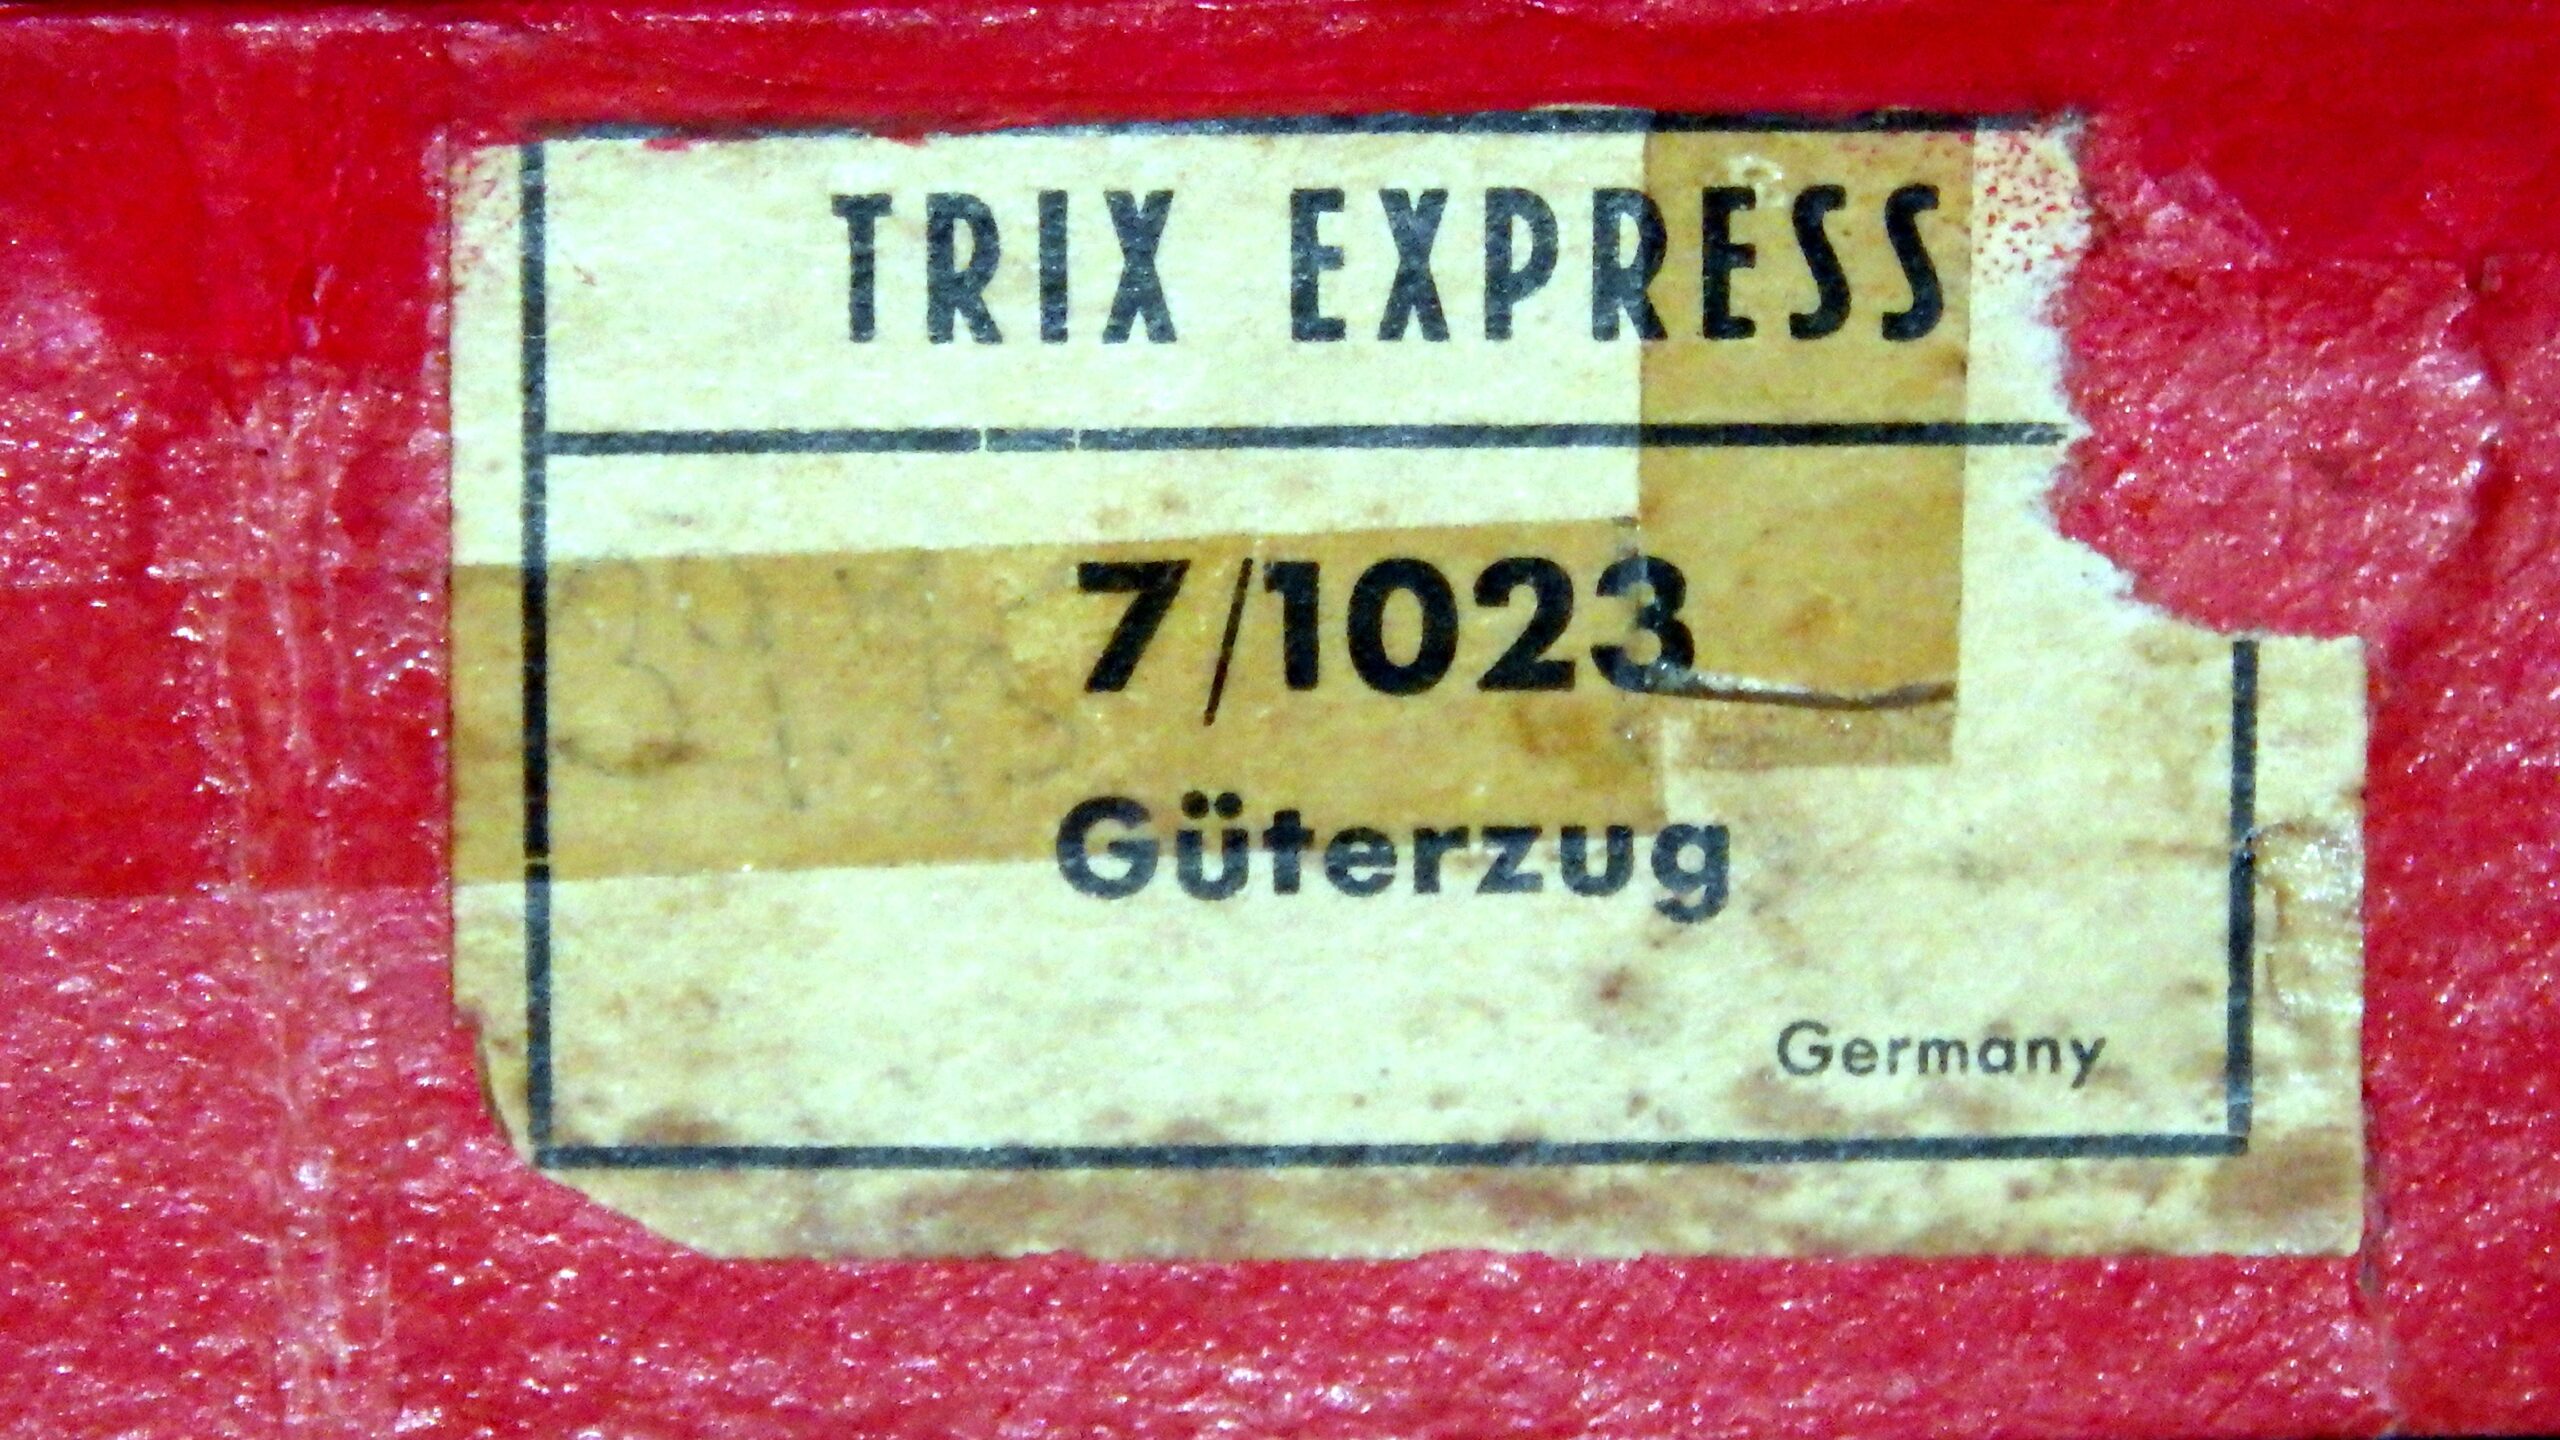 TRIX EXPRESS
7/1023
Güterzug
Germany